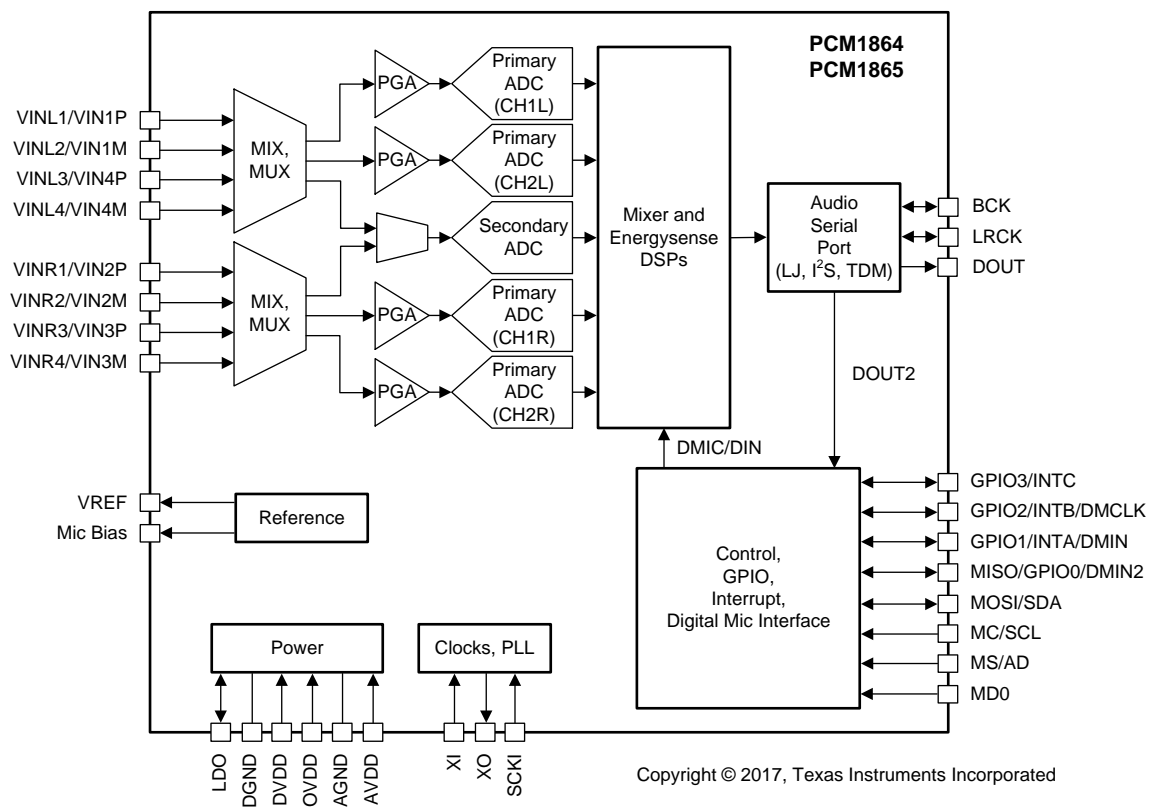 PCM1864
PCM1865
VINL1/VIN1P
VINL2/VIN1M
VINL3/VIN4P
VINL4/VIN4M
VINR1/VIN2P
VINR2/VIN2M
VINR3/VIN3P
VINR4/VIN3M
MIX,
MUX
MIX,
MUX
PGA
Primary
ADC
(CH1L)
PGA
Primary
ADC
(CH2L)
Secondary
ADC
PGA
Primary
ADC
(CH1R)
PGA
Primary
ADC
(CH2R)
Mixer and
Energysense
DSPs
Audio
Serial
Port
(LJ, I²S, TDM)
BCK
LRCK
DOUT
DOUT2
DMIC/DIN
VREF
Mic Bias
Reference
Control,
GPIO,
Interrupt,
Digital Mic Interface
GPIO3/INTC
GPIO2/INTB/DMCLK
GPIO1/INTA/DMIN
MISO/GPIO0/DMIN2
MOSI/SDA
MC/SCL
MS/AD
MD0
Power
Clocks, PLL
LDO
DGND
DVDD
OVDD
AGND
AVDD
XI
XO
SCKI
Copyright © 2017, Texas Instruments Incorporated